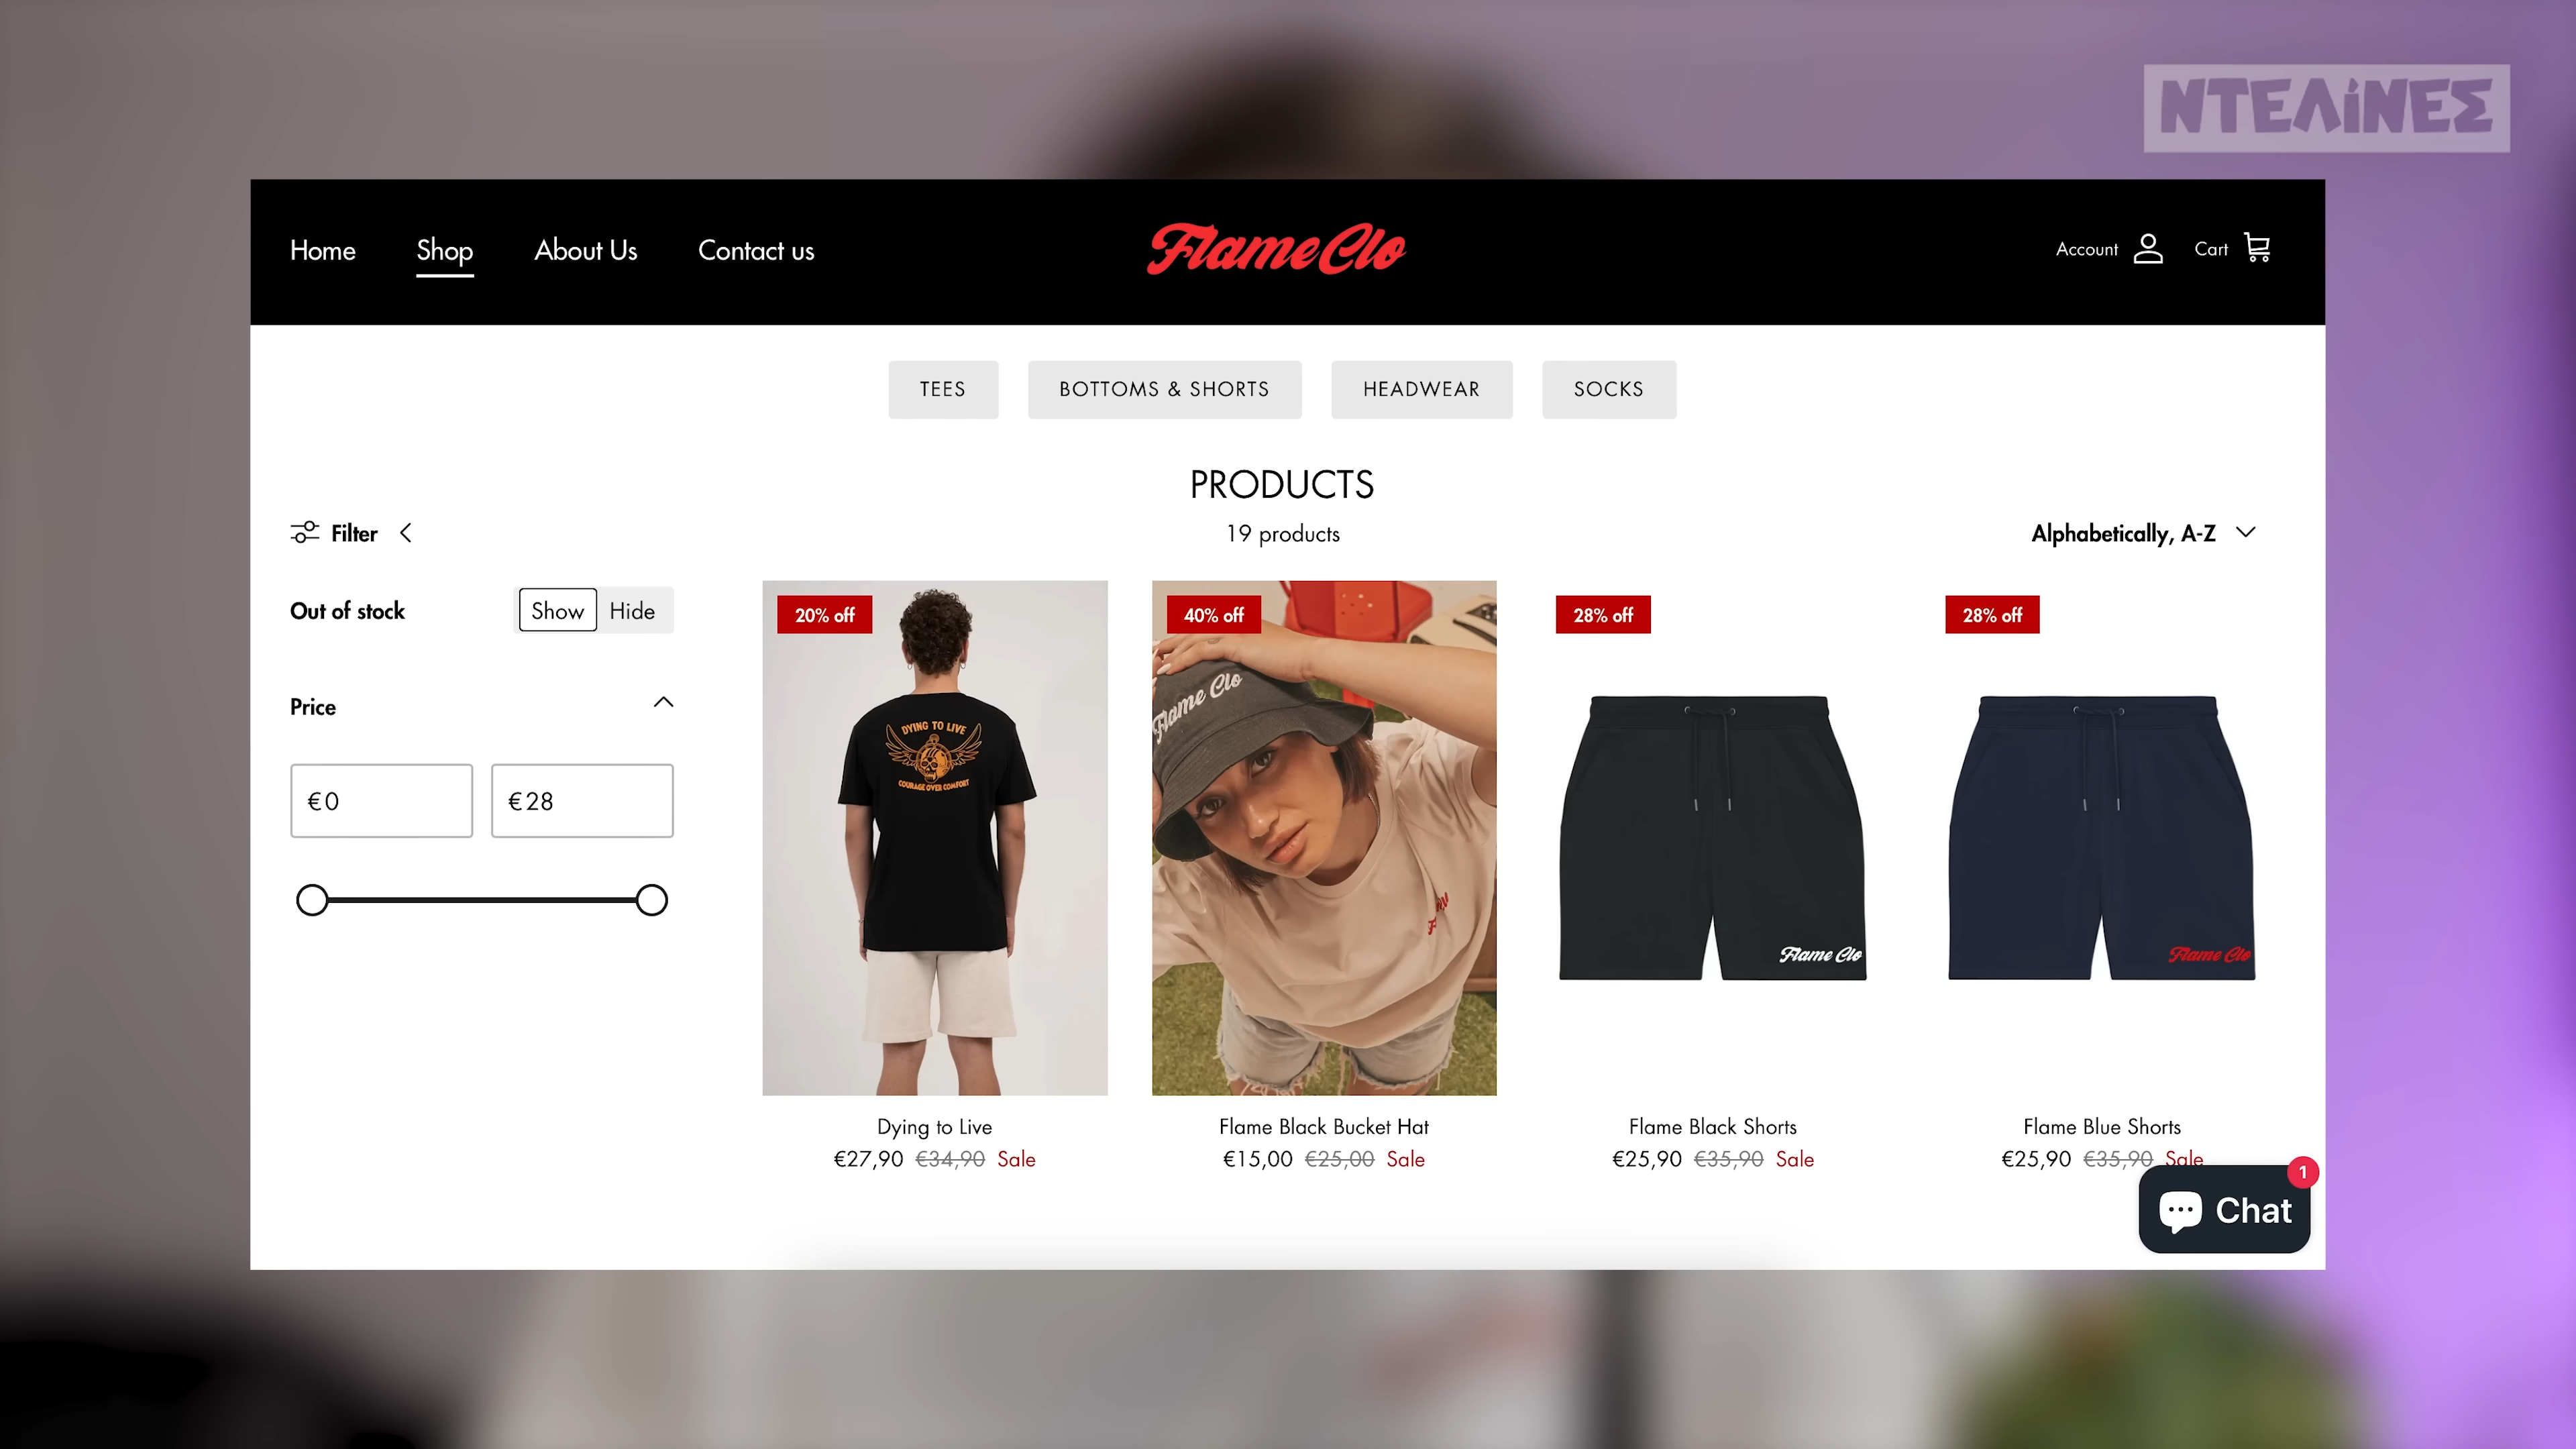 ΝΤΕΛίΝΕΣ
Home Shop About Us Contact us
Flame Clo
Account Cart
TEES BOTTOMS & SHORTS HEADWEAR SOCKS
PRODUCTS
19 products
Filter
Alphabetically, A-Z
Out of stock Show Hide
Price
€0 €28
20% off
DYING TO LIVE
COURAGE OVER COMFORT
Dying to Live
€27,90 €34,90 Sale
40% off
Flame Clo
Flame Black Bucket Hat
€15,00 €25,00 Sale
28% off
Flame Clo
Flame Black Shorts
€25,90 €35,90 Sale
28% off
Flame Clo
Flame Blue Shorts
€25,90 €35,90 Sale
1
Chat